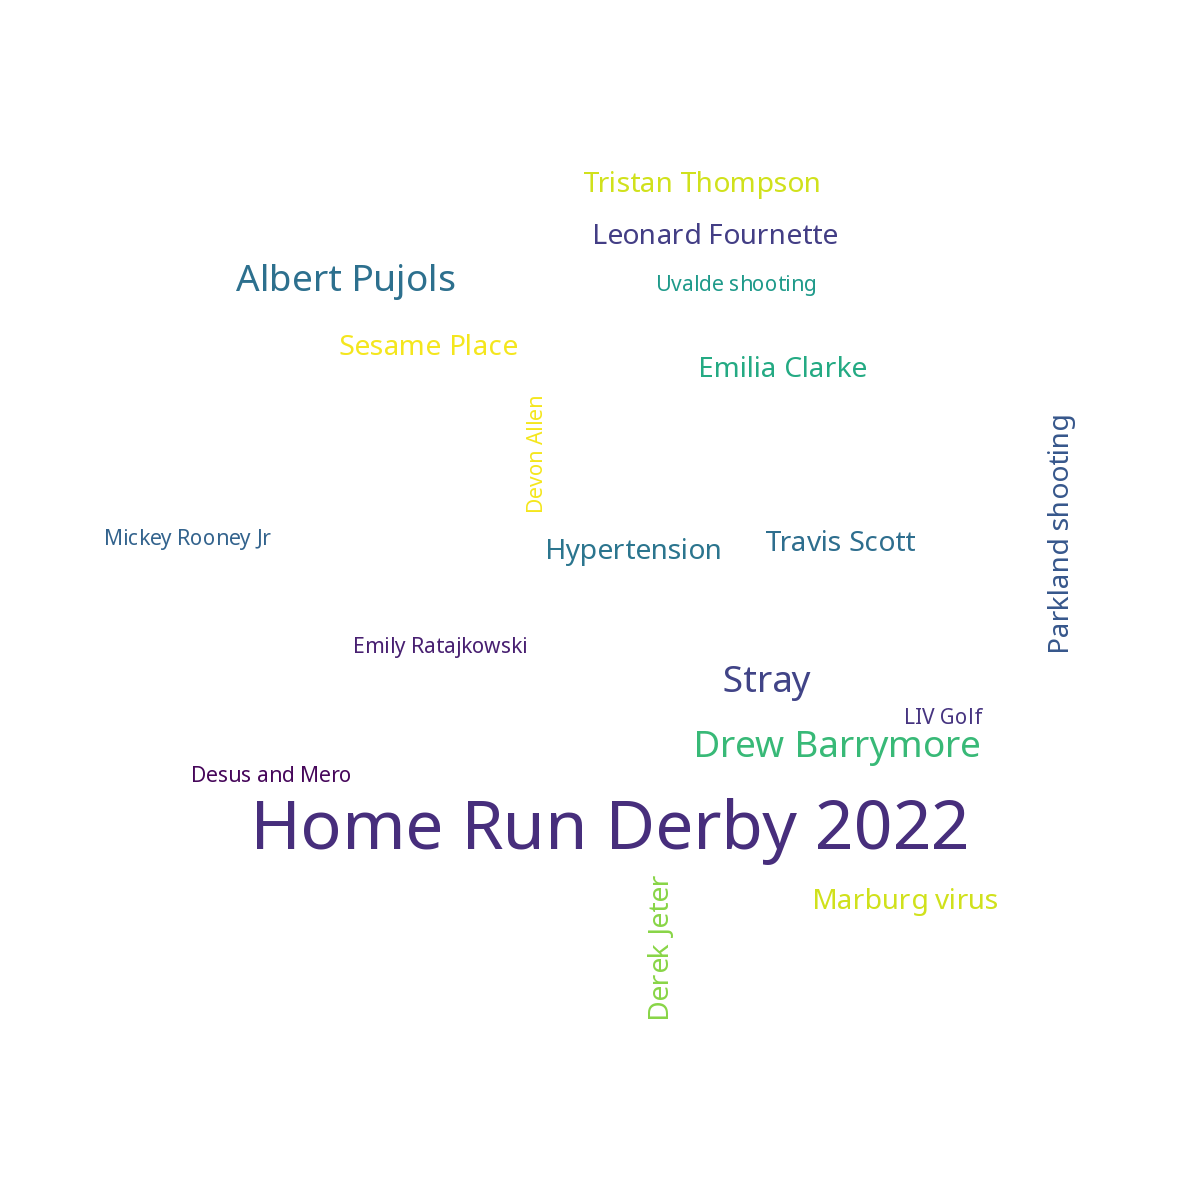 Tristan Thompson
Leonard Fournette
Albert Pujols
Uvalde shooting
Sesame Place
Emilia Clarke
Devon Allen
Parkland shooting
Mickey Rooney Jr
Hypertension
Travis Scott
Emily Ratajkowski
Stray
LIV Golf
Drew Barrymore
Desus and Mero
Home Run Derby 2022
Derek Jeter
Marburg virus